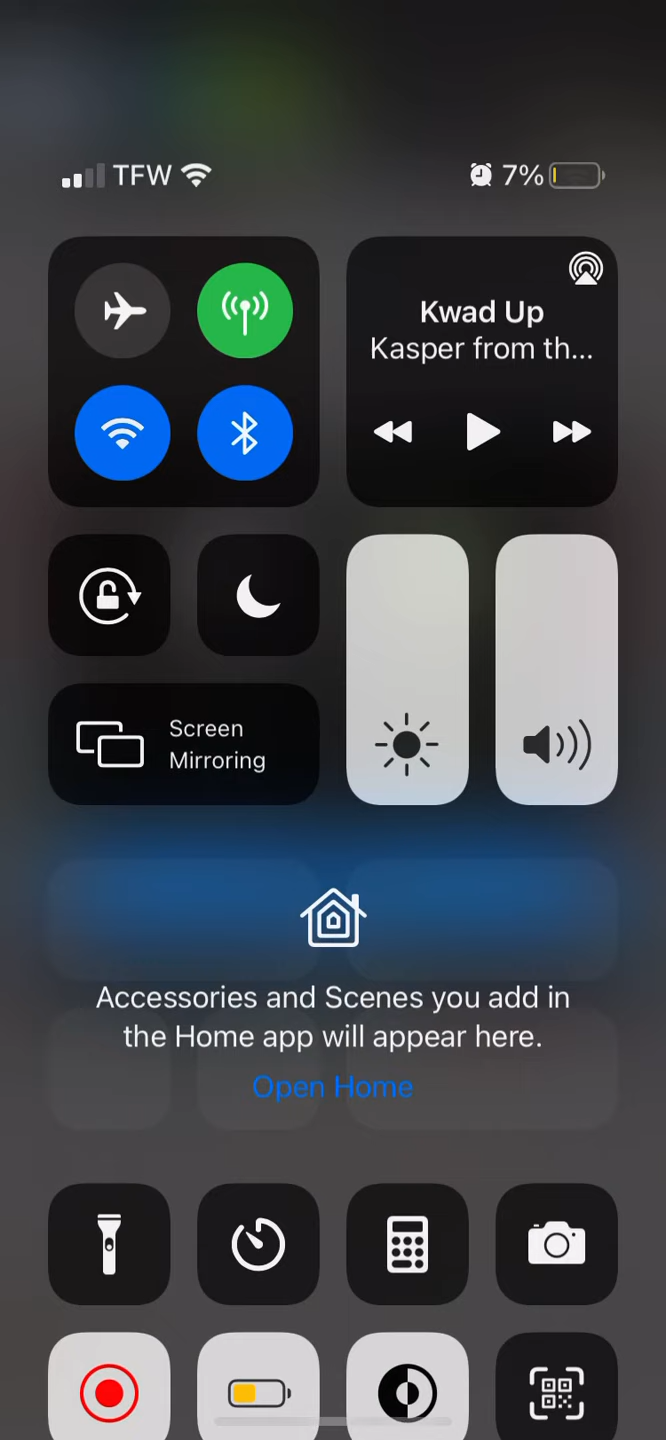 TFW
7%
Kwad Up
Kasper from th...
Screen
Mirroring
Accessories and Scenes you add in
the Home app will appear here.
Open Home